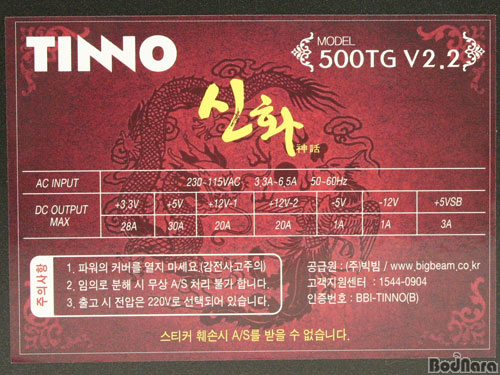 TINNO
MODEL
500TG V2.2
신화
神話
AC INPUT 230~115VAC 3.3A~6.5A 50~60Hz
DC OUTPUT MAX +3.3V +5V +12V-1 +12V-2 -5V -12V +5VSB
28A 30A 20A 20A 1A 1A 3A
주의사항
1. 파워의 커버를 열지 마세요.(감전사고주의)
2. 임의로 분해 시 무상 A/S 처리 불가 합니다.
3. 출고 시 전압은 220V로 선택되어 있습니다.
공급원 : (주)빅빔 / www.bigbeam.co.kr
고객지원센터 : 1544-0904
인증번호 : BBI-TINNO(B)
스티커 훼손시 A/S를 받을 수 없습니다.
BodNara